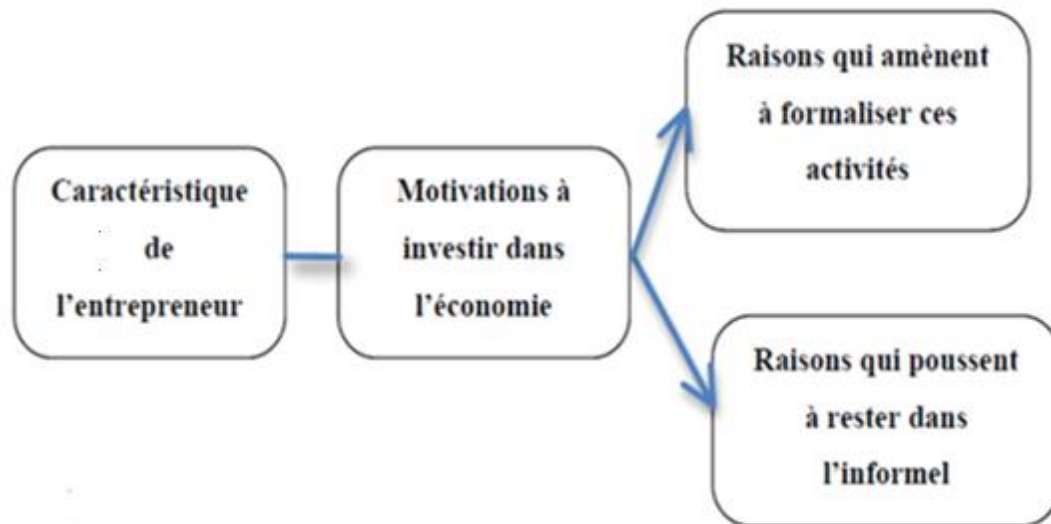 Caractéristique
de
l'entrepreneur
Motivations à
investir dans
l'économie
Raisons qui amènent
à formaliser ces
activités
Raisons qui poussent
à rester dans
l'informel